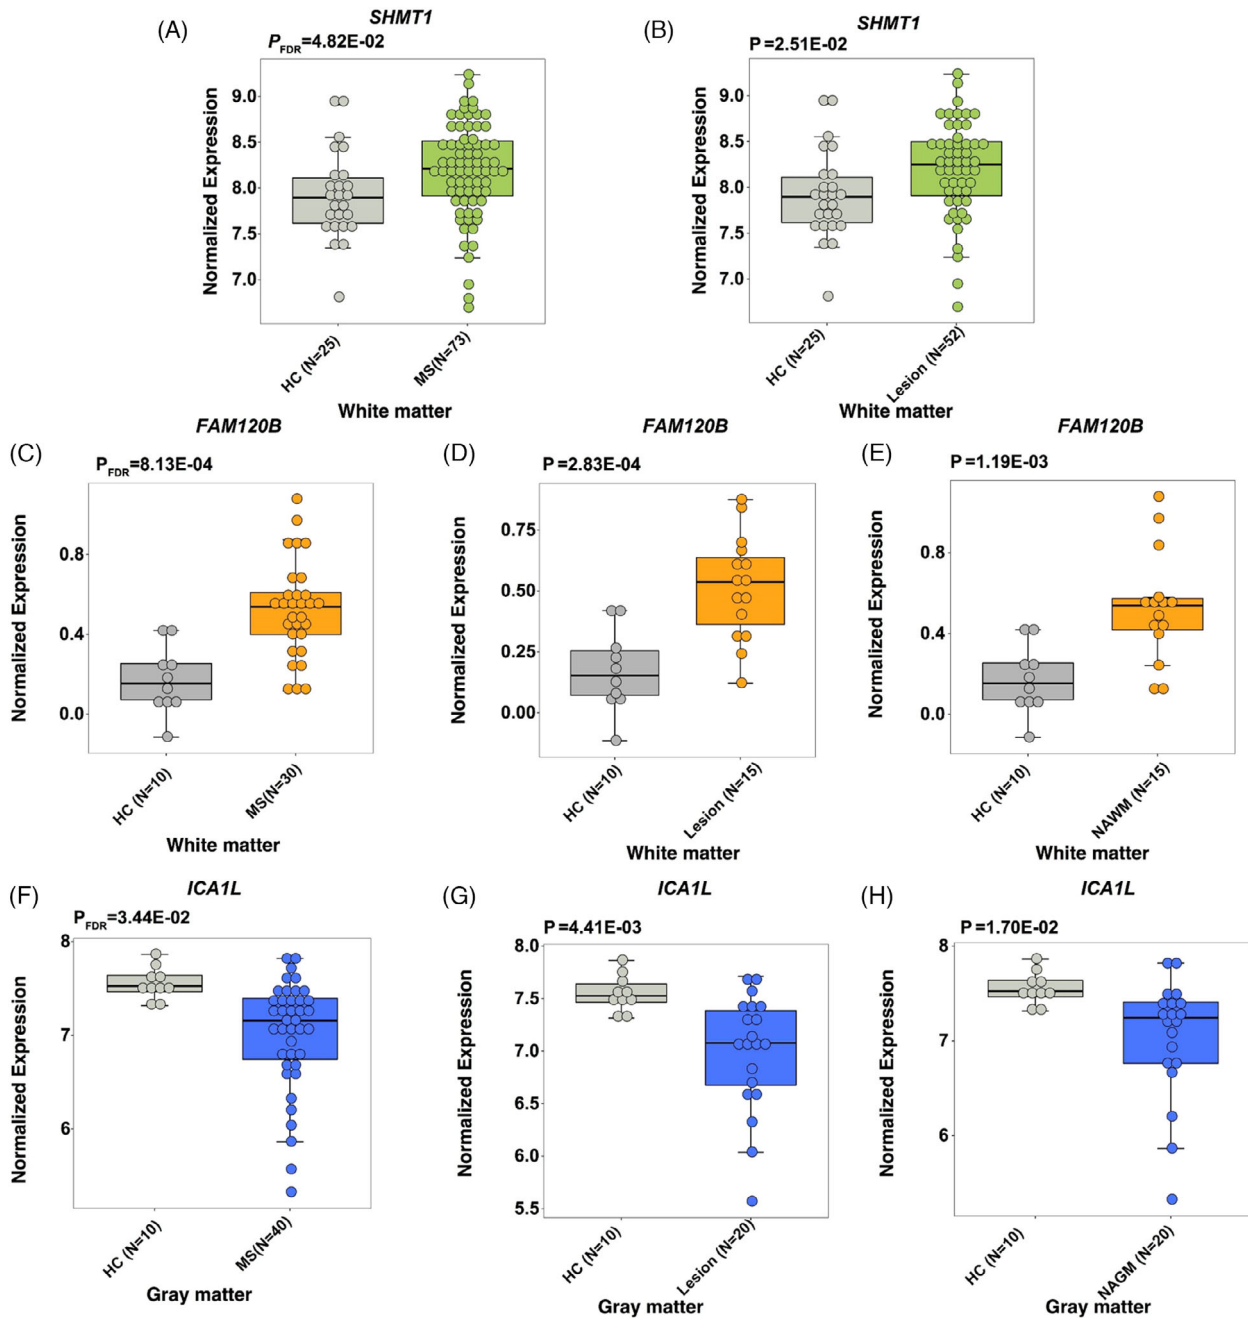 (A)
SHMT1
P FDR =4.82E-02
Normalized Expression
9.0
8.5
8.0
7.5
7.0
HC (N=25)
MS(N=73)
White matter
(B)
SHMT1
P =2.51E-02
Normalized Expression
9.0
8.5
8.0
7.5
7.0
HC (N=25)
Lesion (N=52)
White matter
(C)
FAM120B
P FDR =8.13E-04
Normalized Expression
0.8
0.4
0.0
HC (N=10)
MS(N=30)
White matter
(D)
FAM120B
P =2.83E-04
Normalized Expression
0.75
0.50
0.25
0.00
HC (N=10)
Lesion (N=15)
White matter
(E)
FAM120B
P =1.19E-03
Normalized Expression
0.8
0.4
0.0
HC (N=10)
NAWM (N=15)
White matter
(F)
ICA1L
P FDR =3.44E-02
Normalized Expression
8
7
6
HC (N=10)
MS(N=40)
Gray matter
(G)
ICA1L
P =4.41E-03
Normalized Expression
8.0
7.5
7.0
6.5
6.0
5.5
HC (N=10)
Lesion (N=20)
Gray matter
(H)
ICA1L
P =1.70E-02
Normalized Expression
8
7
6
HC (N=10)
NAGM (N=20)
Gray matter